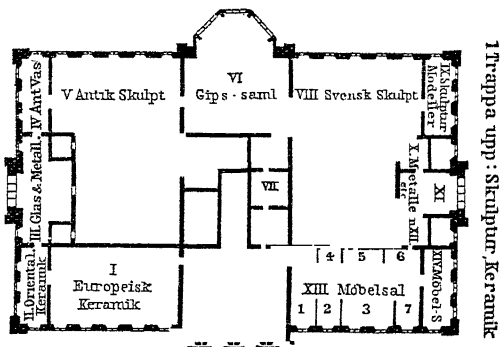 1 Trappa upp: Skulptur, Keramik
IV Ant Vas
V Antik Skulpt
VI
Gips-saml
VIII Svensk Skulpt
IX. Skulptur
Modeller
III. Glas & Metall.
VII
X. Metalle
etc
XII
XI
II. Oriental.
Keramik
I
Europeisk
Keramik
4 5 6
XIII Möbelsal
1 2 3 7
XIV Möbel-S